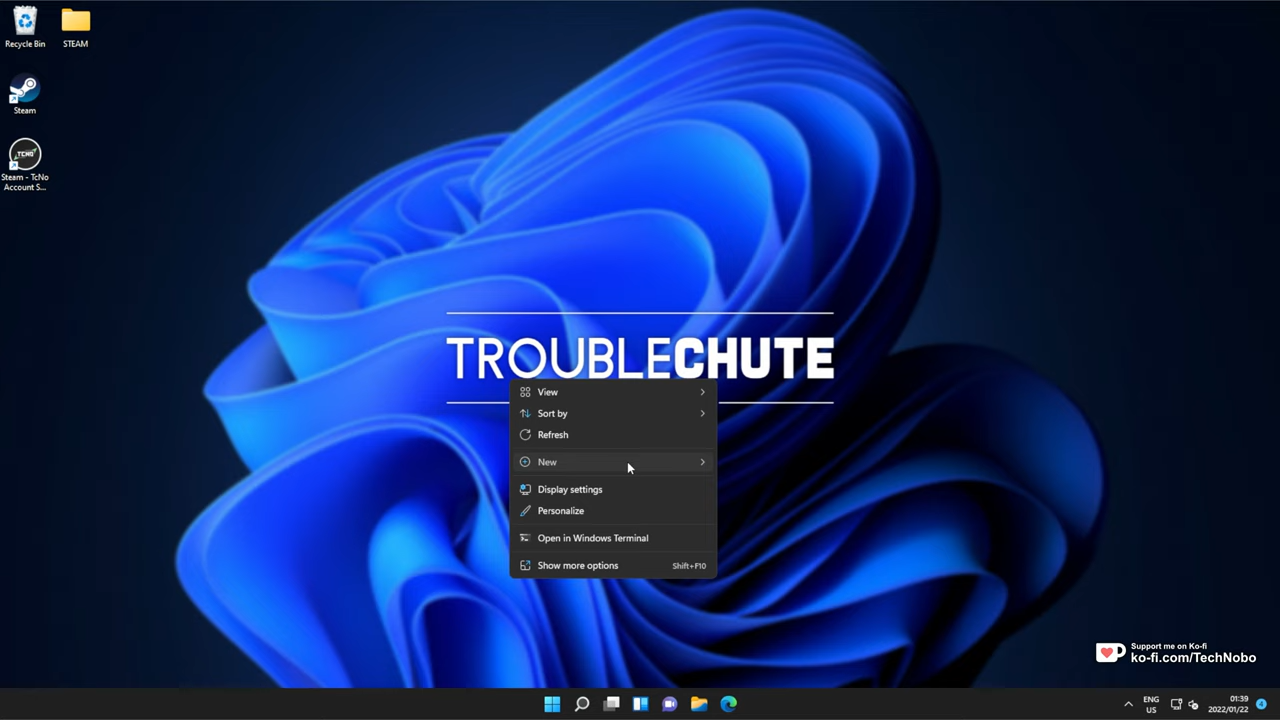 Recycle Bin
STEAM
Steam
TCNO
Steam - TcNo
Account S...
TROUBLECHUTE
View
Sort by
Refresh
New
Display settings
Personalize
Open in Windows Terminal
Show more options Shift+F10
Support me on Ko-fi
ko-fi.com/TechNobo
ENG
US
01:39
2022/01/22
4